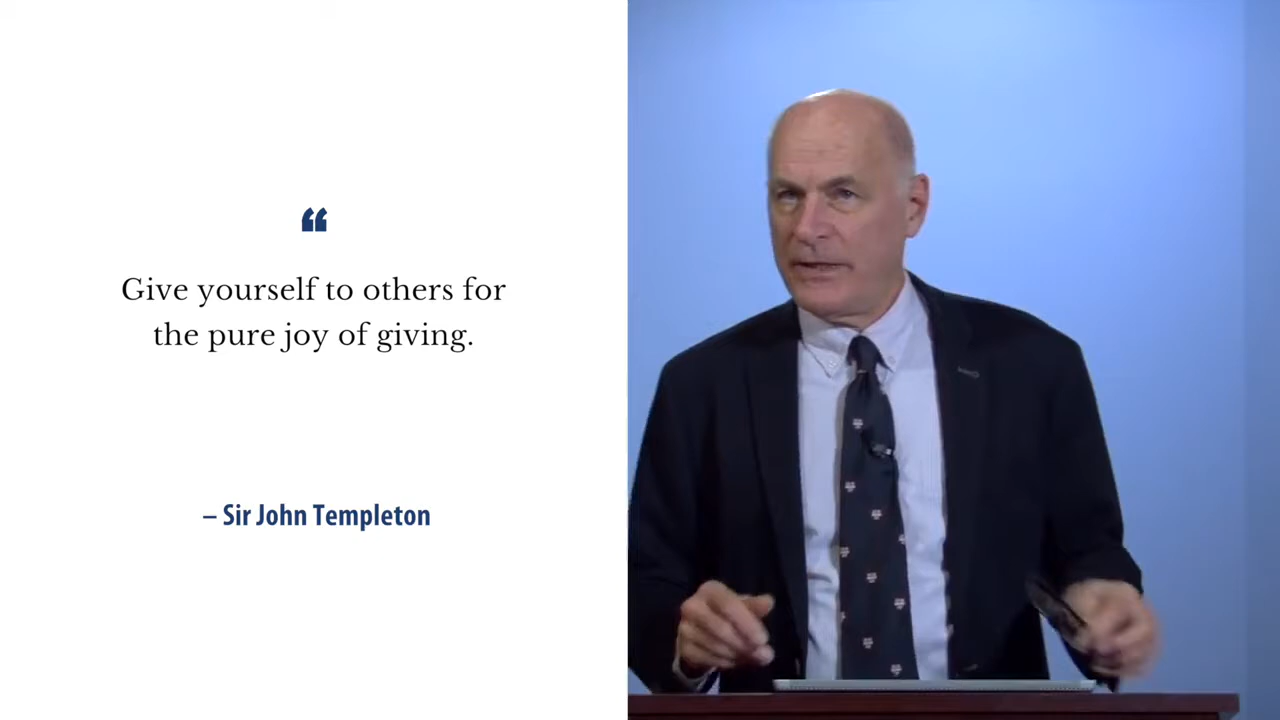 “
Give yourself to others for
the pure joy of giving.
– Sir John Templeton